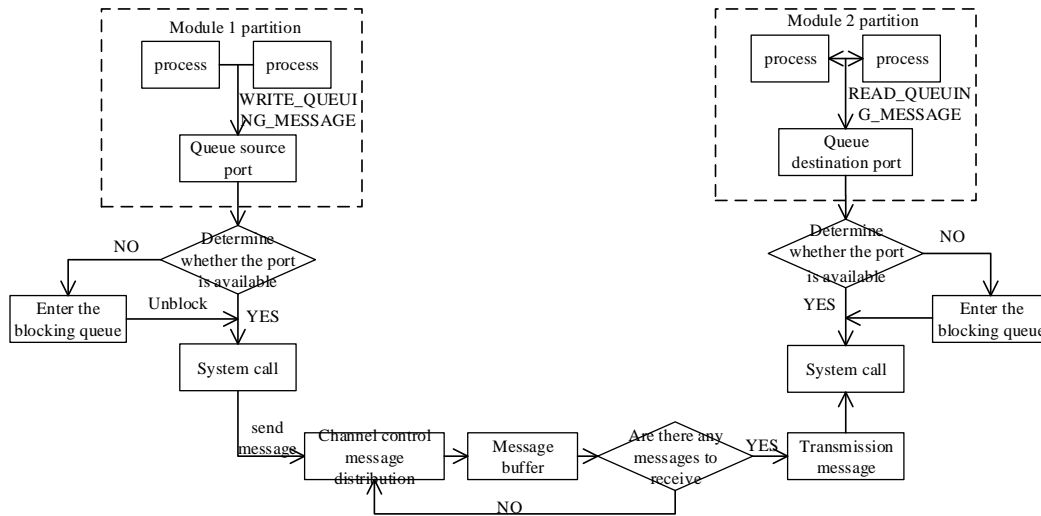 Module 1 partition
process
process
WRITE_QUEUI
NG_MESSAGE
Queue source
port
Determine
whether the port
is available
NO
Enter the
blocking queue
Unblock
YES
System call
send
message
Channel control
message
distribution
Message
buffer
Are there any
messages to
receive
NO
YES
Transmission
message
Module 2 partition
process
process
READ_QUEUIN
G_MESSAGE
Queue
destination port
Determine
whether the port
is available
NO
Enter the
blocking queue
YES
System call